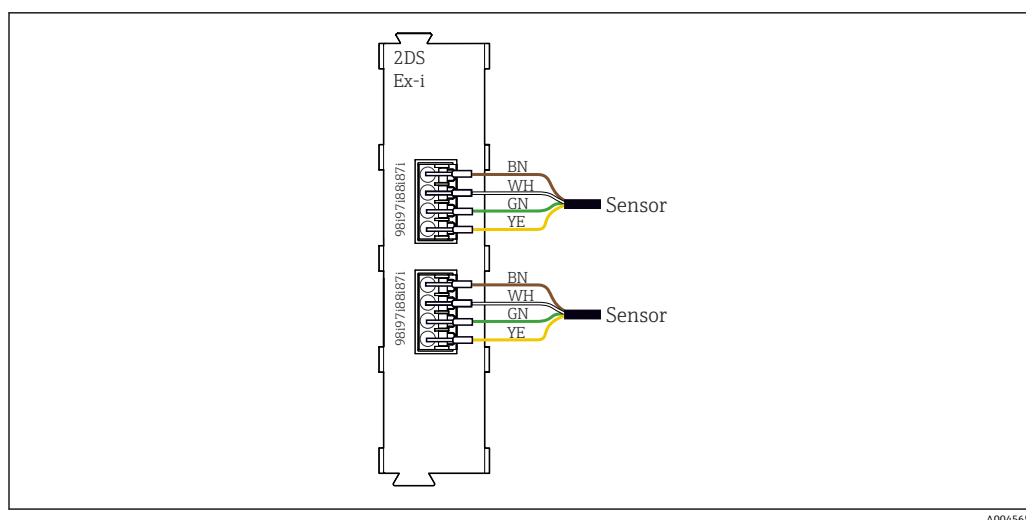 2DS
Ex-i
98i97i88i87i
BN
WH
GN
YE
Sensor
98i97i88i87i
BN
WH
GN
YE
Sensor